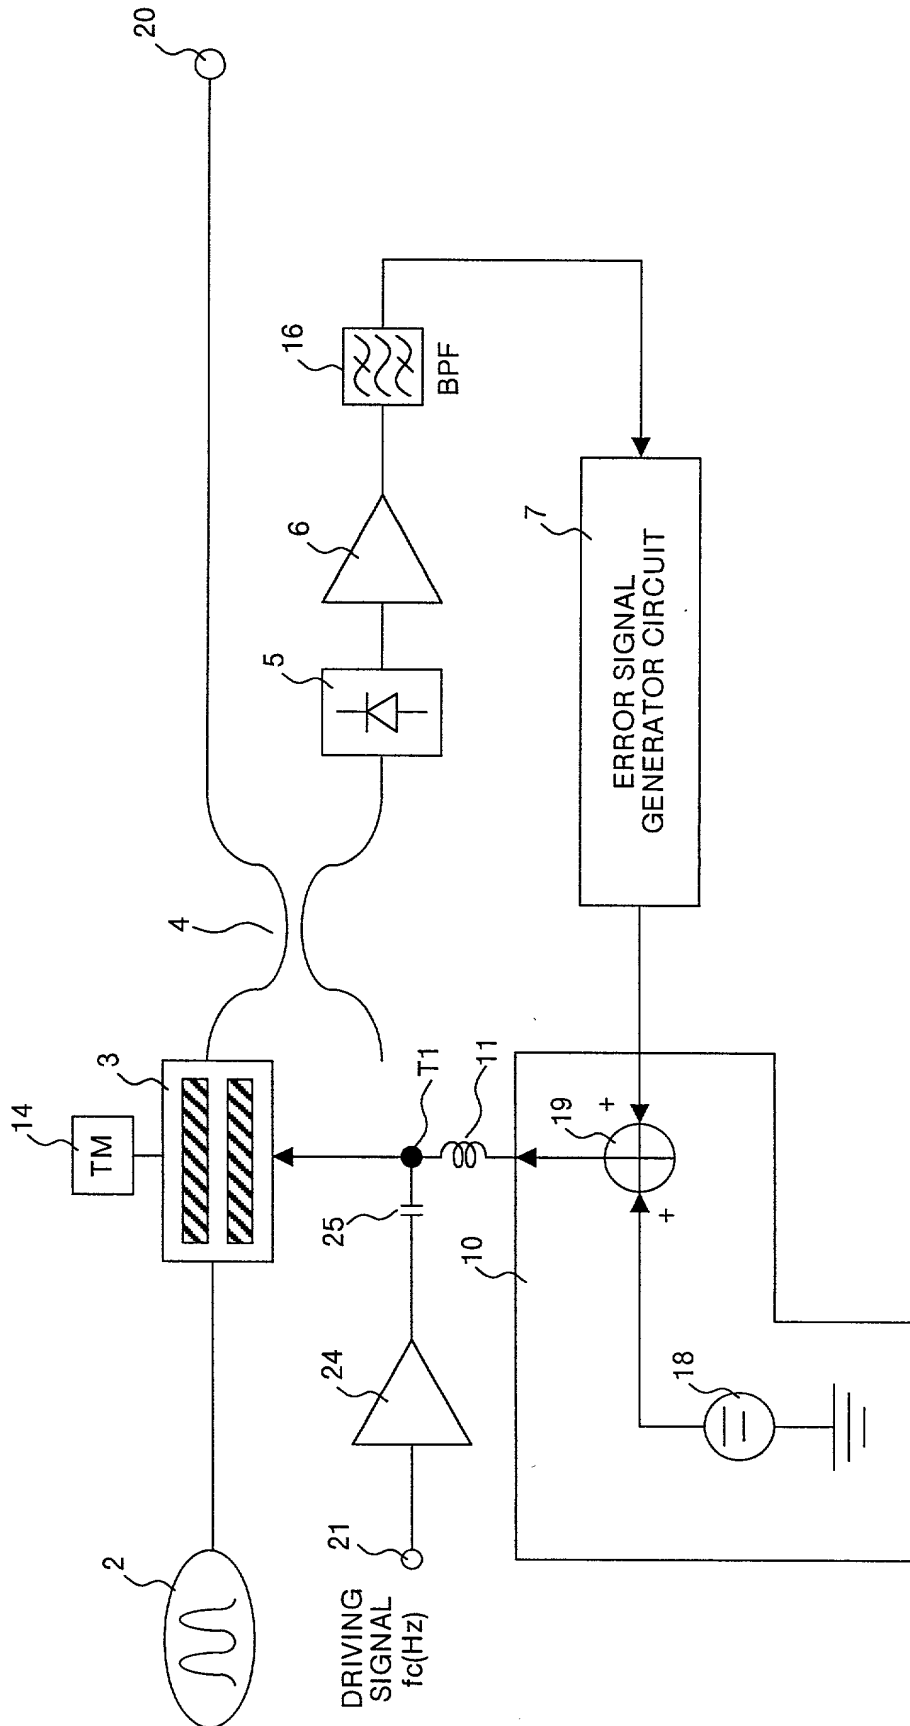 20
16
BPF
6
5
7
ERROR SIGNAL
GENERATOR CIRCUIT
4
14
TM
3
T1
11
25
19
+
+
10
24
18
21
DRIVING
SIGNAL
fc(Hz)
2